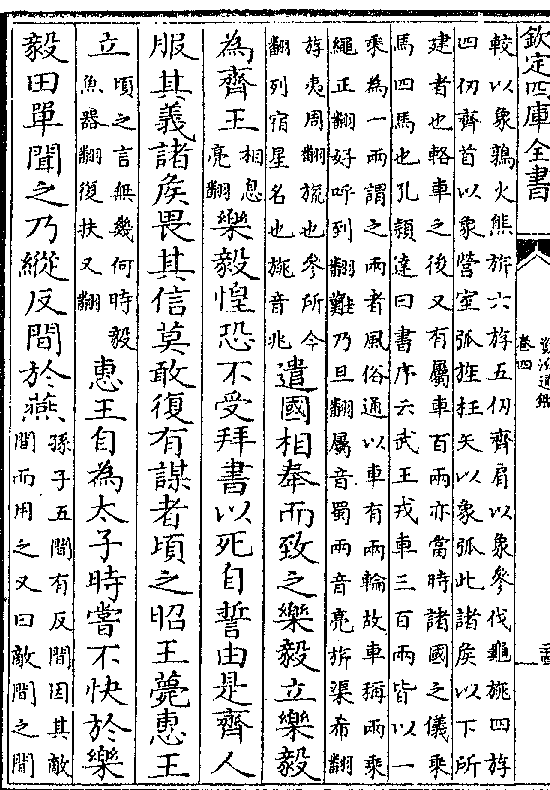 欽定四庫全書
資治通鑑
卷四
較以象鶉火熊旂六斿五仞齊肩以象參伐龜旐四斿
四仞齊首以象營室弧旌枉矢以象弧此諸侯以下所
建者也輅車之後又有屬車百兩亦當時諸國之儀乘
馬四馬也孔穎達曰書序云武王戎車三百兩皆以一
乘為一兩謂之兩者風俗通以車有兩輪故車稱兩乘
繩正翻好呼到翻難乃旦翻屬音蜀兩音亮旂渠希翻
斿夷周翻旒也參所今
翻列宿星名也旐音兆
遣國相奉而致之樂毅立樂毅
為齊王
相息
亮翻
樂毅惶恐不受拜書以死自誓由是齊人
服其義諸侯畏其信莫敢復有謀者頃之昭王薨惠王
立
頃之言無幾何時毅
魚器翻復扶又翻
惠王自為太子時嘗不快於樂
毅田單聞之乃縱反間於燕
孫子五間有反間因其敵
間而用之又曰敵間之間